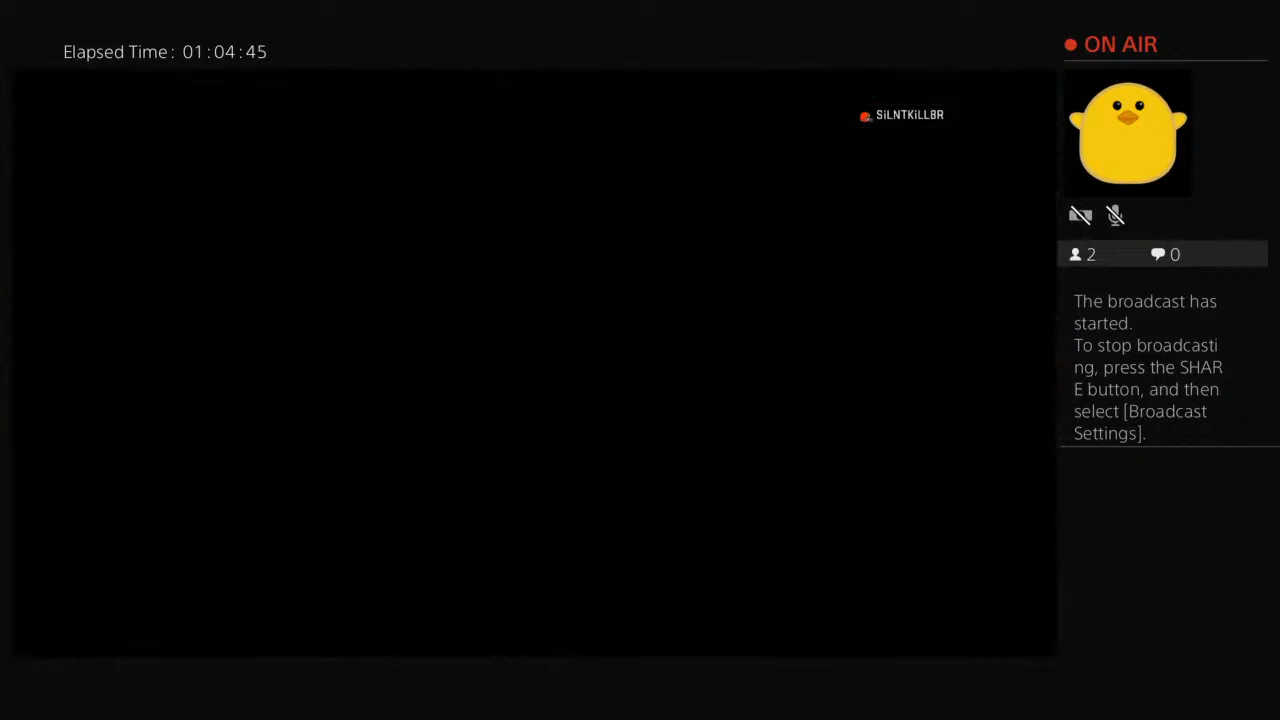 Elapsed Time: 01:04:45
ON AIR
SiLNTKiLL8R
2 0
The broadcast has
started.
To stop broadcasti
ng, press the SHAR
E button, and then
select [Broadcast
Settings].